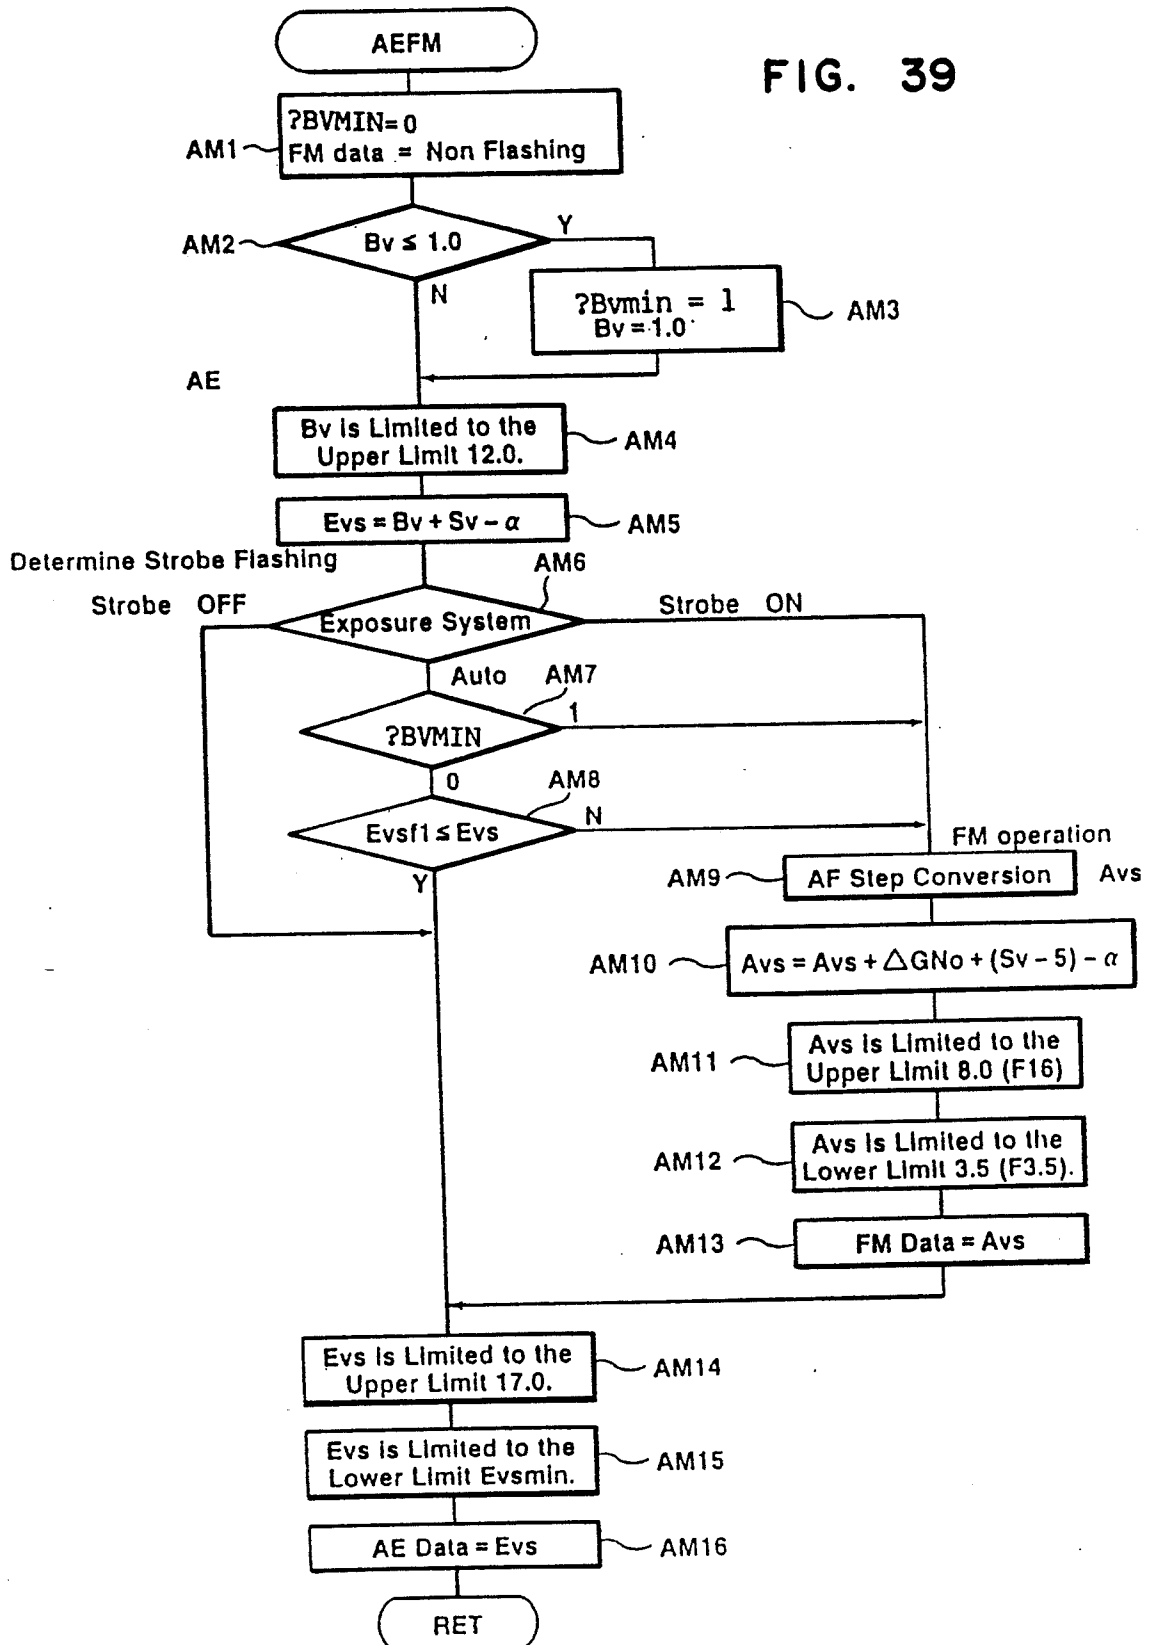 AEFM
FIG. 39
?BVMIN=0
FM data = Non Flashing
AM1
AM2
Bv ≤ 1.0
Y
N
?Bvmin = 1
Bv = 1.0
AM3
AE
Bv is Limited to the
Upper Limit 12.0.
AM4
Evs = Bv + Sv - α
AM5
Determine Strobe Flashing
AM6
Strobe OFF
Exposure System
Strobe ON
Auto
AM7
?BVMIN
1
0
AM8
Evsf1 ≤ Evs
N
Y
FM operation
AM9
AF Step Conversion
Avs
AM10
Avs = Avs + △GNo + (Sv - 5) - α
AM11
Avs is Limited to the
Upper Limit 8.0 (F16)
AM12
Avs is Limited to the
Lower Limit 3.5 (F3.5).
AM13
FM Data = Avs
Evs is Limited to the
Upper Limit 17.0.
AM14
Evs is Limited to the
Lower Limit Evsmin.
AM15
AE Data = Evs
AM16
RET